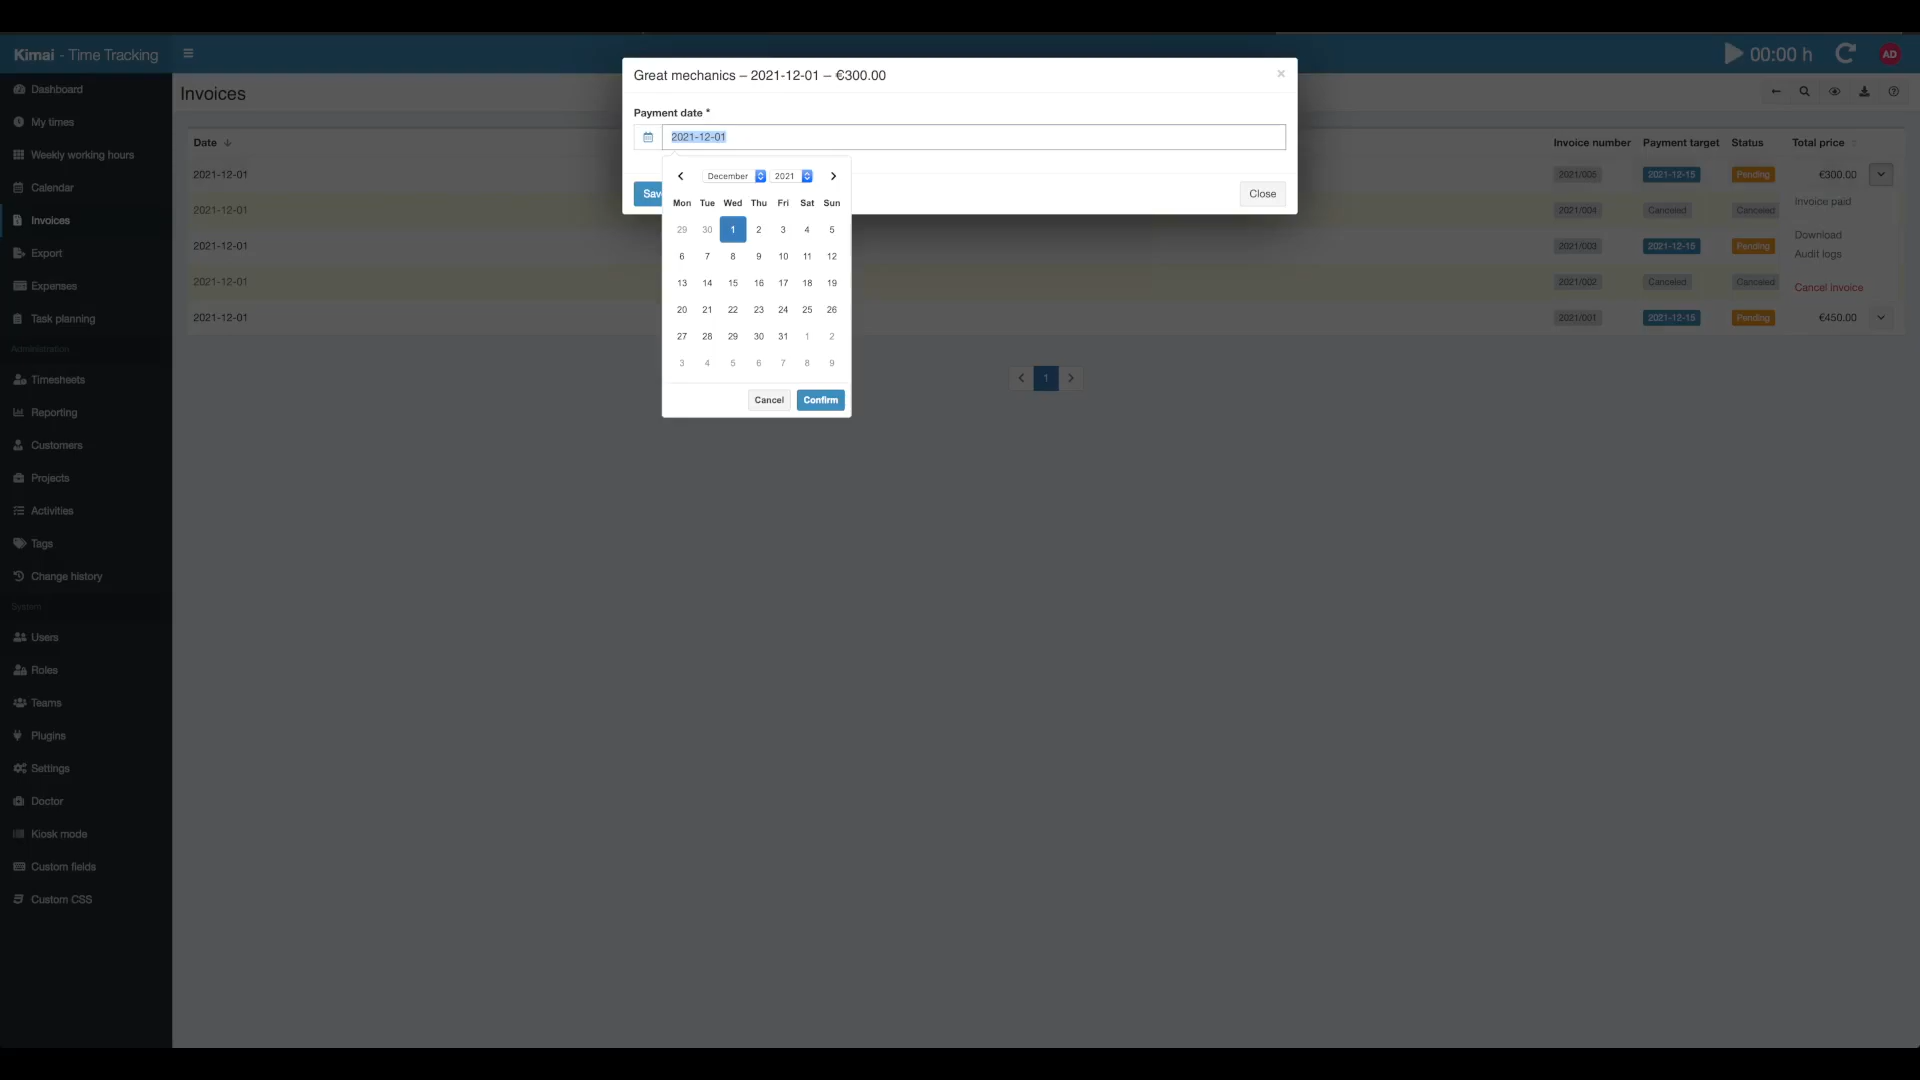 Kimai - Time Tracking
00:00 h
AD
Dashboard
My times
Weekly working hours
Calendar
Invoices
Export
Expenses
Task planning
Administration
Timesheets
Reporting
Customers
Projects
Activities
Tags
Change history
System
Users
Roles
Teams
Plugins
Settings
Doctor
Kiosk mode
Custom fields
Custom CSS
Invoices
Date Invoice number Payment target Status Total price
2021-12-01 2021/005 2021-12-15 Pending €300.00
2021-12-01 2021/004 Canceled Canceled
2021-12-01 2021/003 2021-12-15 Pending
2021-12-01 2021/002 Canceled Canceled
2021-12-01 2021/001 2021-12-15 Pending €450.00
Invoice paid
Download
Audit logs
Cancel invoice
1
Great mechanics – 2021-12-01 – €300.00
×
Payment date *
2021-12-01
Close
December 2021
Mon Tue Wed Thu Fri Sat Sun
29 30 1 2 3 4 5
6 7 8 9 10 11 12
13 14 15 16 17 18 19
20 21 22 23 24 25 26
27 28 29 30 31 1 2
3 4 5 6 7 8 9
Cancel Confirm